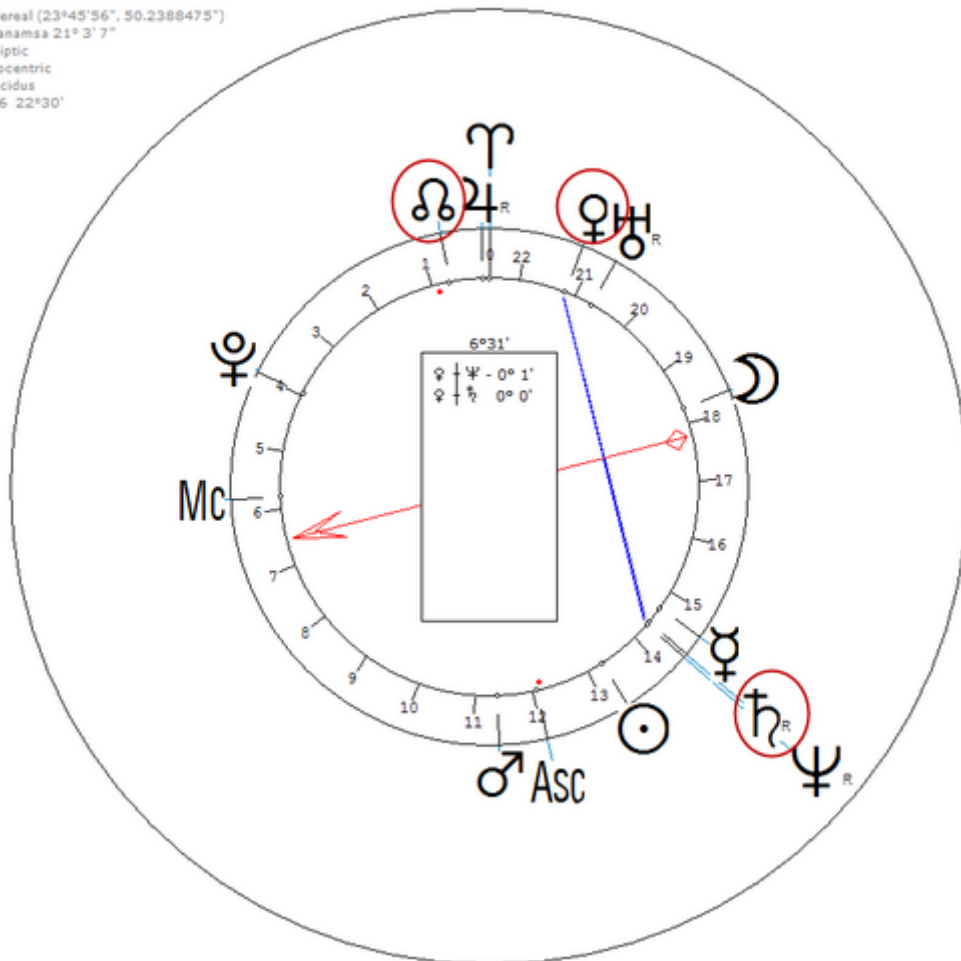 ereal (23°45'56", 50.2388475")
anamsa 21° 3' 7"
iptic
ocentric
cidus
6 22°30'
♈
☊ ♃ R ♀ ♅ R
0
1 22
21
2 20
3 19
♇ ☽
4 18
6°31'
♀ ┼ ♆ - 0° 1'
♀ ┼ ♄ 0° 0'
5 17
Mc
6 16
7 15
8 14
☿
9 13
10 12
11
♄ R
☉
♂ Asc ♆ R